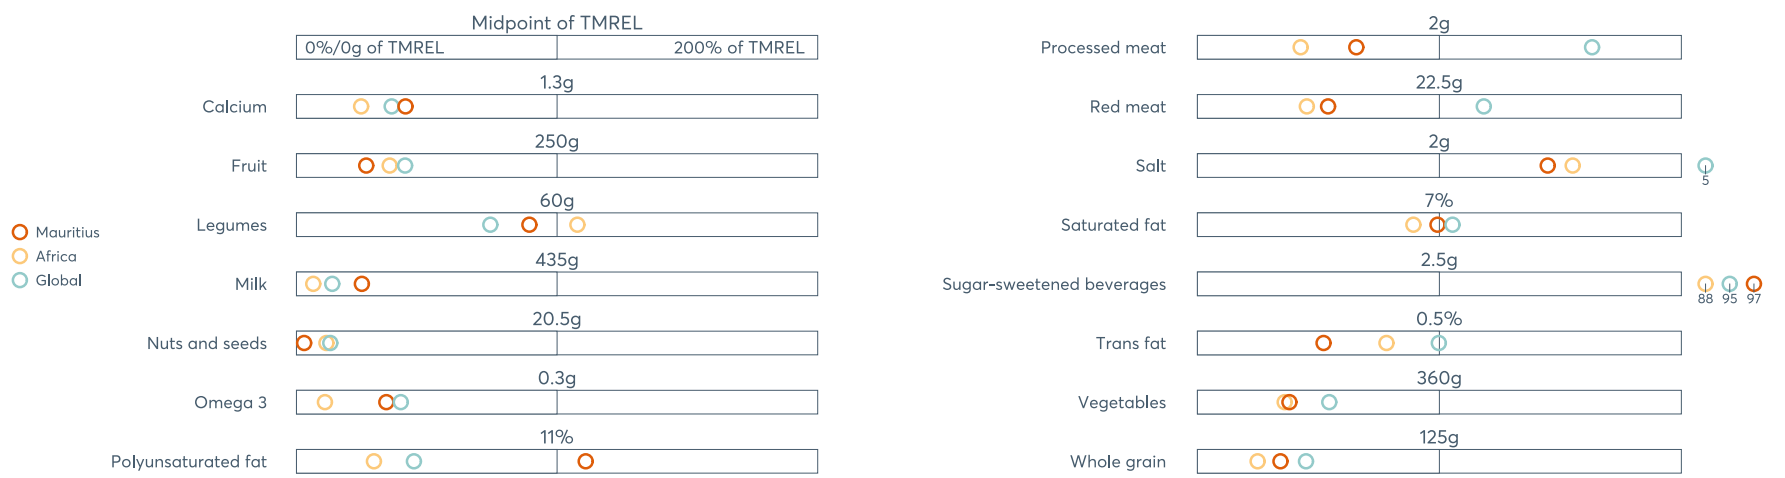 Midpoint of TMREL
0%/0g of TMREL 200% of TMREL
1.3g
Calcium
250g
Fruit
60g
Legumes
435g
Milk
20.5g
Nuts and seeds
0.3g
Omega 3
11%
Polyunsaturated fat
Mauritius
Africa
Global
2g
Processed meat
22.5g
Red meat
2g
Salt
5
7%
Saturated fat
2.5g
Sugar-sweetened beverages
88 95 97
0.5%
Trans fat
360g
Vegetables
125g
Whole grain